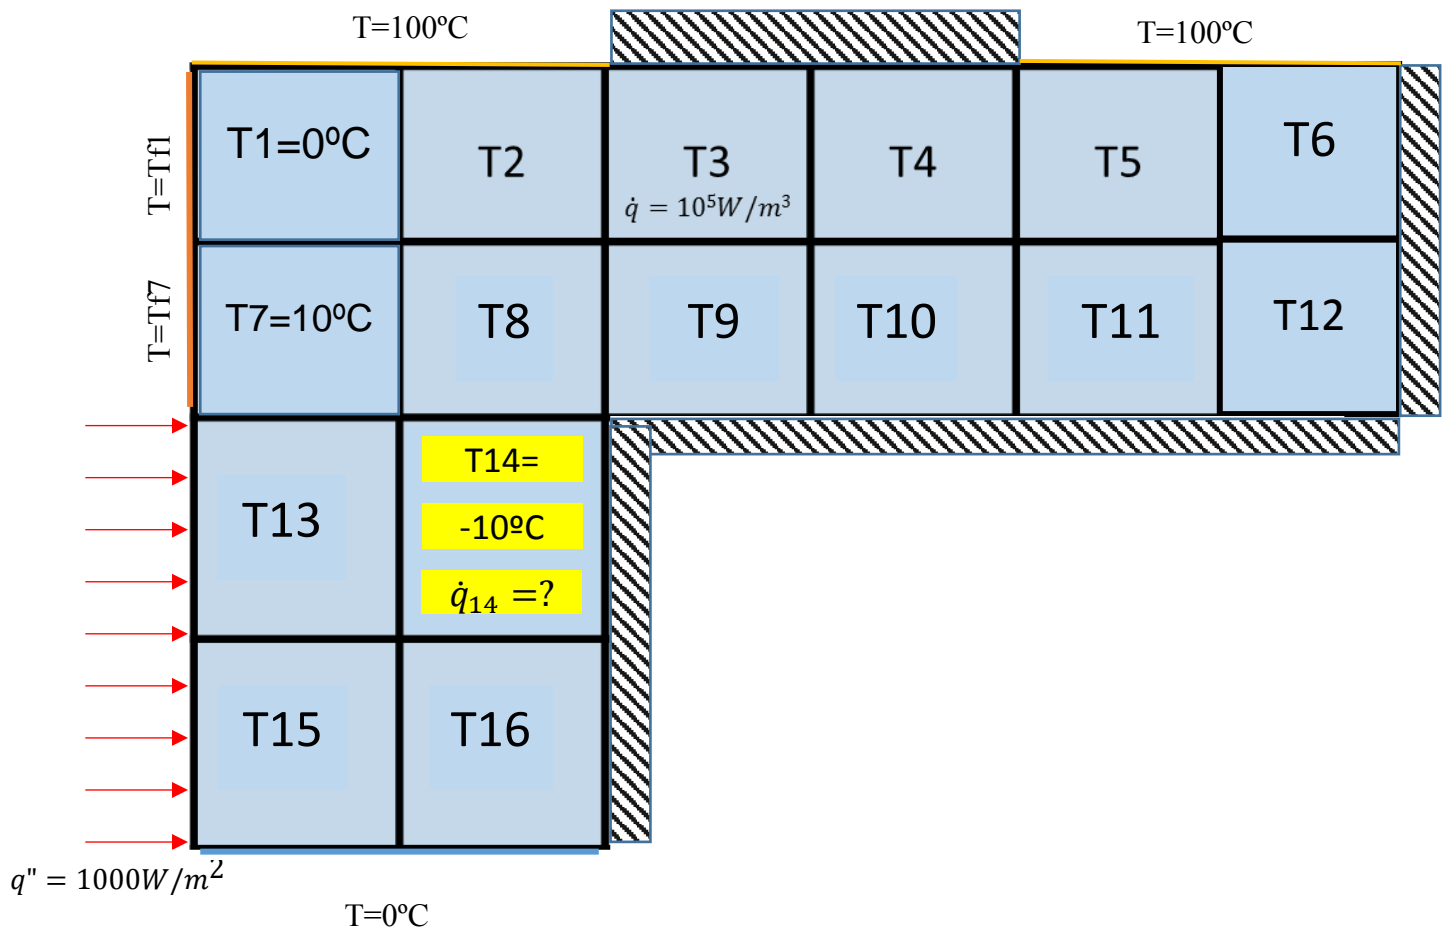 T=100ºC
T=100ºC
T=Tf1
T1=0ºC
T2
T3
q̇ = 10⁵W/m³
T4
T5
T6
T=Tf7
T7=10ºC
T8
T9
T10
T11
T12
T13
T14=
-10ºC
q̇₁₄ =?
T15
T16
q" = 1000W/m²
T=0ºC